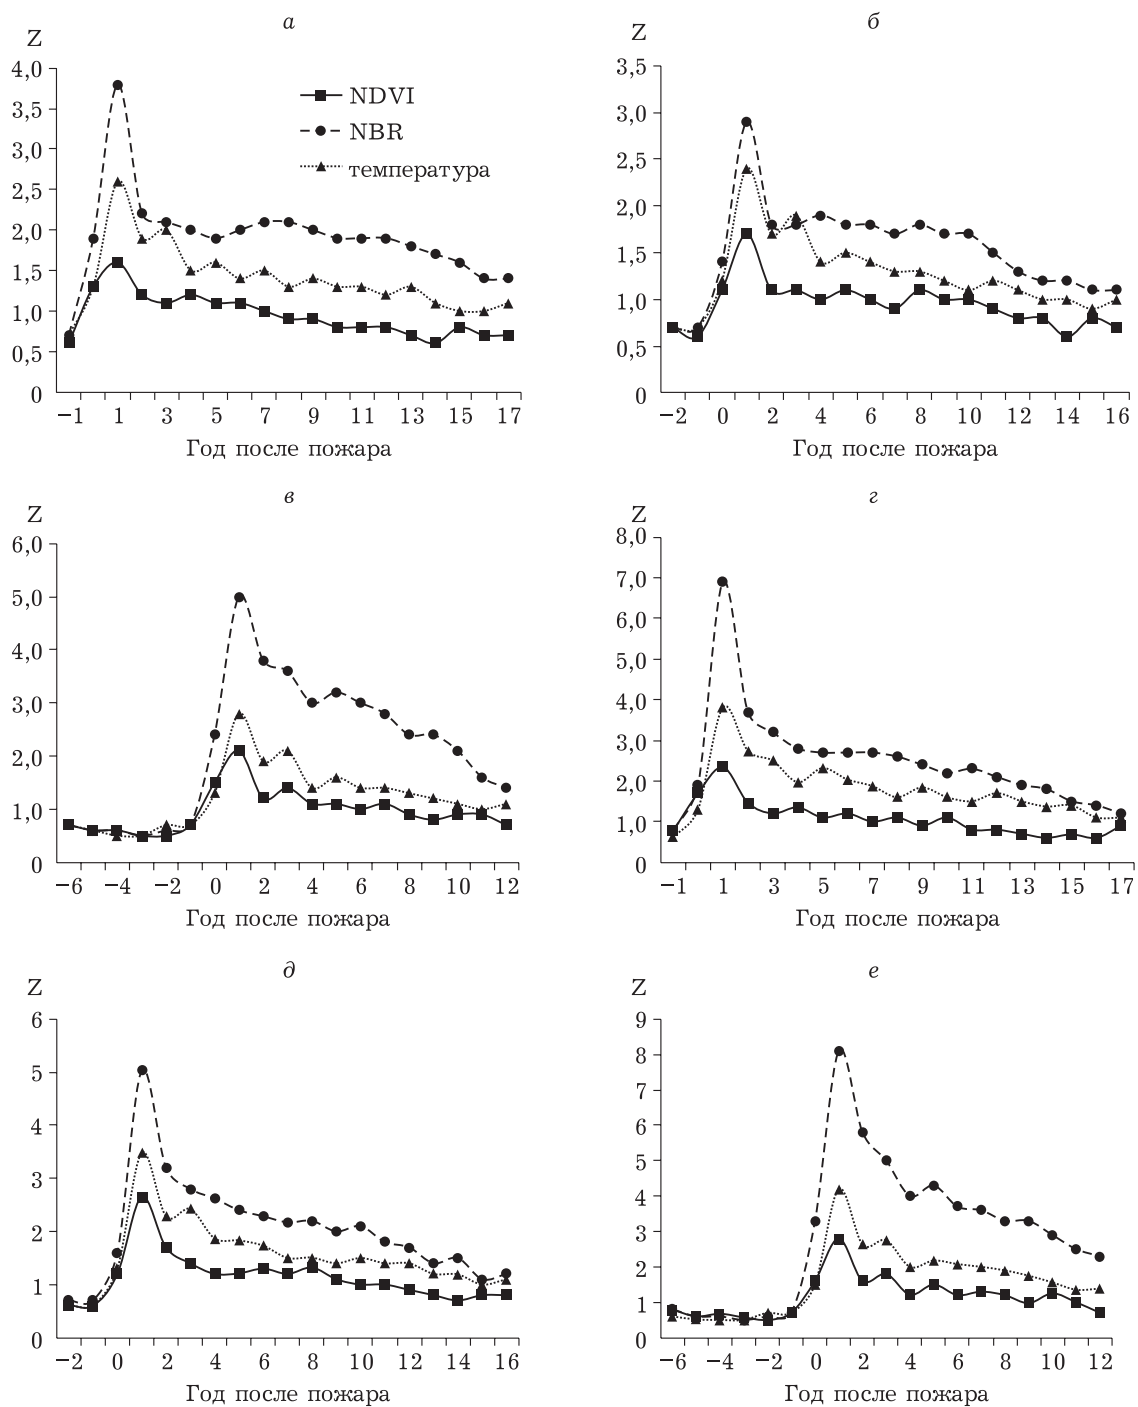 а
Z
4,0
3,5
3,0
2,5
2,0
1,5
1,0
0,5
0
NDVI
NBR
температура
−1 1 3 5 7 9 11 13 15 17
Год после пожара
б
Z
3,5
3,0
2,5
2,0
1,5
1,0
0,5
0
−2 0 2 4 6 8 10 12 14 16
Год после пожара
в
Z
6,0
5,0
4,0
3,0
2,0
1,0
0
−6 −4 −2 0 2 4 6 8 10 12
Год после пожара
г
Z
8,0
7,0
6,0
5,0
4,0
3,0
2,0
1,0
0
−1 1 3 5 7 9 11 13 15 17
Год после пожара
д
Z
6
5
4
3
2
1
0
−2 0 2 4 6 8 10 12 14 16
Год после пожара
е
Z
9
8
7
6
5
4
3
2
1
0
−6 −4 −2 0 2 4 6 8 10 12
Год после пожара